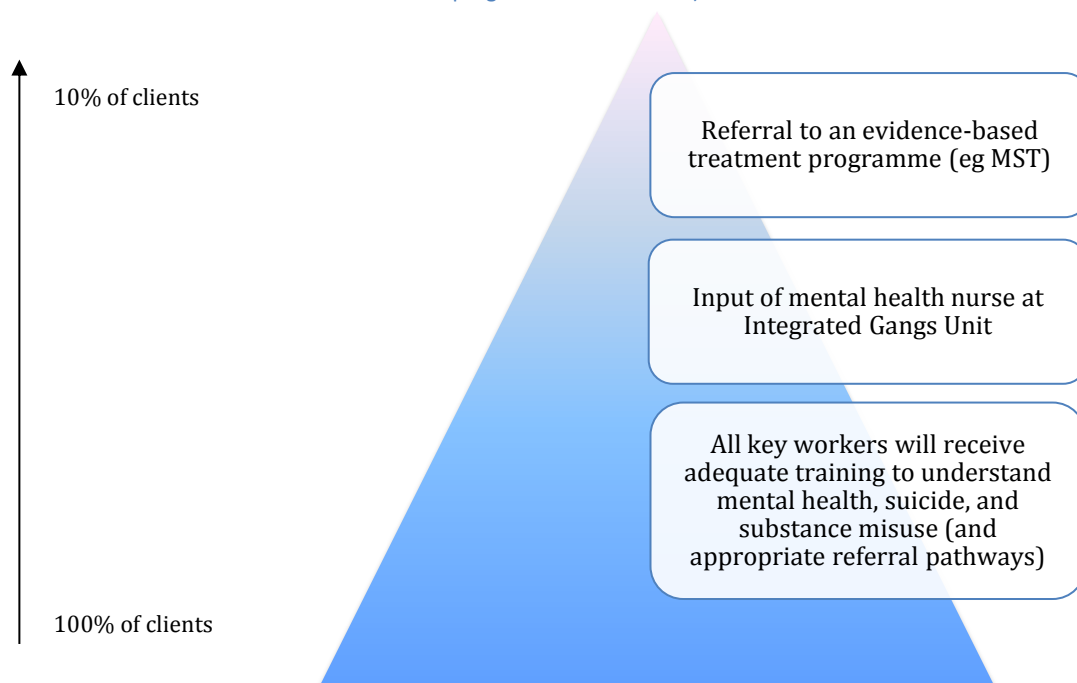 10% of clients
Referral to an evidence-based
treatment programme (eg MST)
Input of mental health nurse at
Integrated Gangs Unit
All key workers will receive
adequate training to understand
mental health, suicide, and
substance misuse (and
appropriate referral pathways)
100% of clients